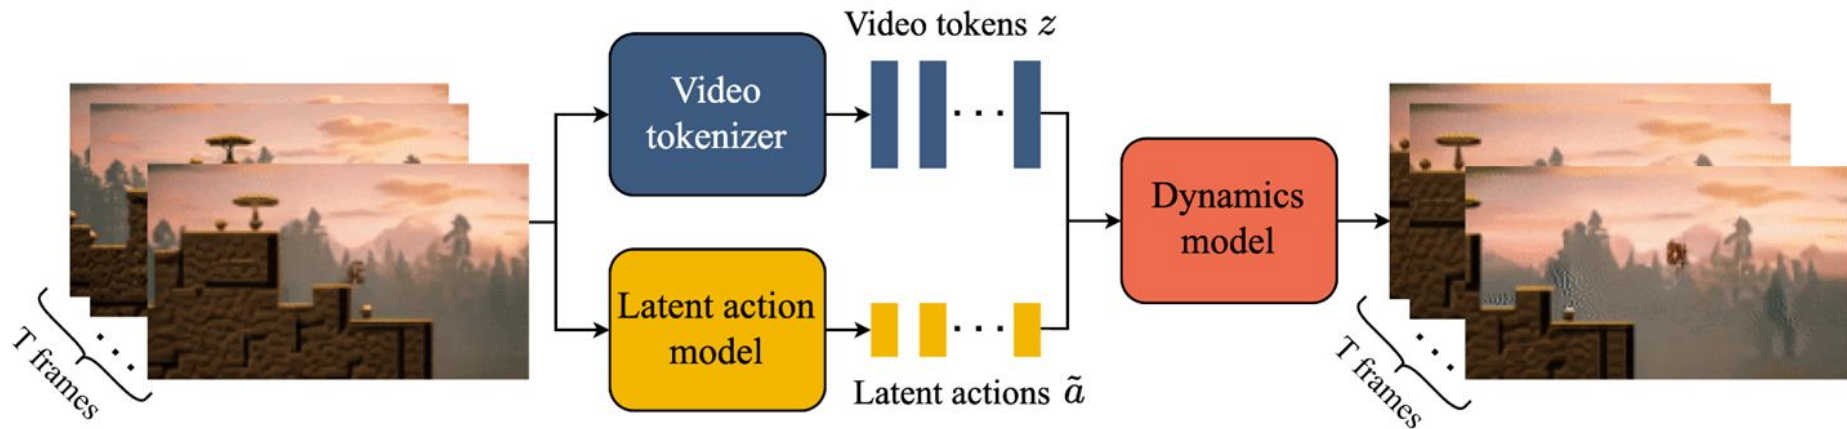 Video tokens z
Video
tokenizer
T frames
Latent action
model
Latent actions ã
Dynamics
model
T frames